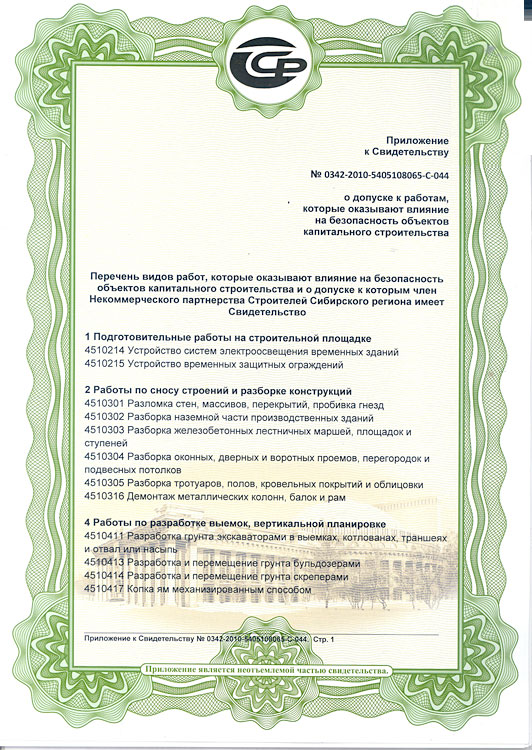 ССР
Приложение
к Свидетельству
№ 0342-2010-5405108065-С-044
о допуске к работам,
которые оказывают влияние
на безопасность объектов
капитального строительства
Перечень видов работ, которые оказывают влияние на безопасность
объектов капитального строительства и о допуске к которым член
Некоммерческого партнерства Строителей Сибирского региона имеет
Свидетельство
1 Подготовительные работы на строительной площадке
4510214 Устройство систем электроосвещения временных зданий
4510215 Устройство временных защитных ограждений
2 Работы по сносу строений и разборке конструкций
4510301 Разломка стен, массивов, перекрытий, пробивка гнезд
4510302 Разборка наземной части производственных зданий
4510303 Разборка железобетонных лестничных маршей, площадок и
ступеней
4510304 Разборка оконных, дверных и воротных проемов, перегородок и
подвесных потолков
4510305 Разборка тротуаров, полов, кровельных покрытий и облицовки
4510316 Демонтаж металлических колонн, балок и рам
4 Работы по разработке выемок, вертикальной планировке
4510411 Разработка грунта экскаваторами в выемках, котлованах, траншеях
и отвал или насыпь
4510413 Разработка и перемещение грунта бульдозерами
4510414 Разработка и перемещение грунта скреперами
4510417 Копка ям механизированным способом
Приложение к Свидетельству № 0342-2010-5405108065-С-044 Стр. 1
Приложение является неотъемлемой частью свидетельства.